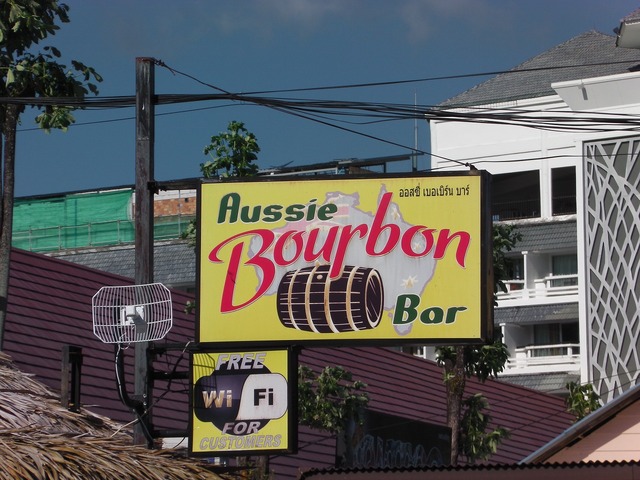 ออสซี่ เบอเบิร์น บาร์
Aussie
Bourbon
Bar
FREE
Wi Fi
FOR
CUSTOMERS